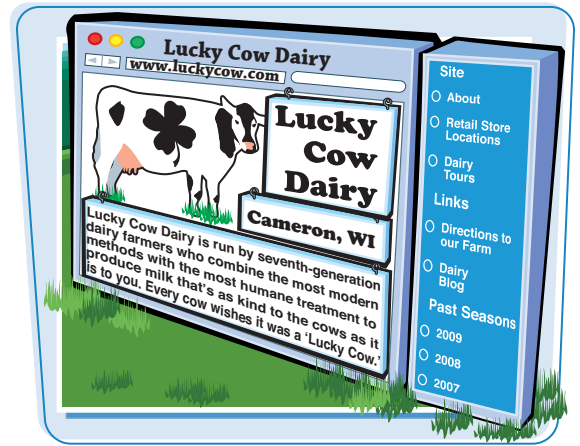 Lucky Cow Dairy
www.luckycow.com
Lucky
Cow
Dairy
Cameron, WI
Lucky Cow Dairy is run by seventh-generation
dairy farmers who combine the most modern
methods with the most humane treatment to
produce milk that's as kind to the cows as it
is to you. Every cow wishes it was a 'Lucky Cow.'
Site
About
Retail Store
Locations
Dairy
Tours
Links
Directions to
our Farm
Dairy
Blog
Past Seasons
2009
2008
2007